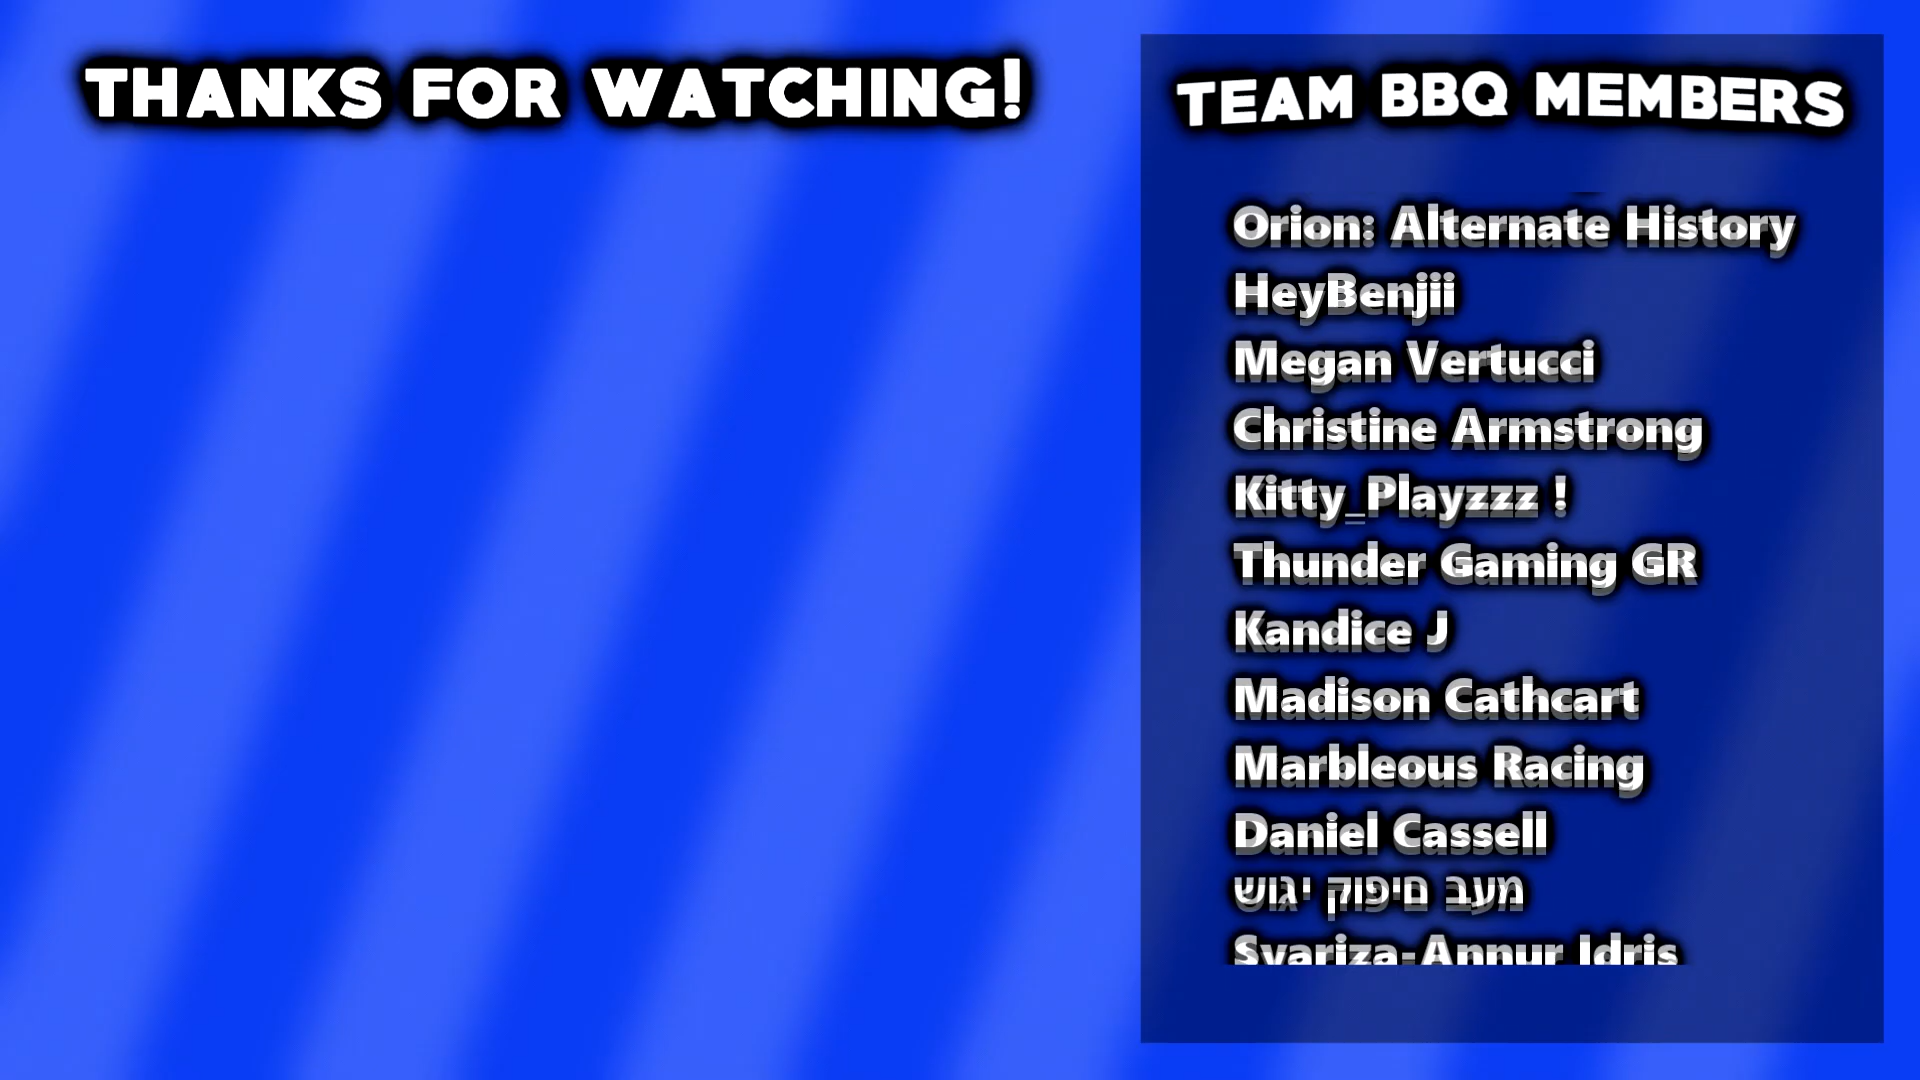 THANKS FOR WATCHING!
TEAM BBQ MEMBERS
Orion: Alternate History
HeyBenjii
Megan Vertucci
Christine Armstrong
Kitty_Playzzz !
Thunder Gaming GR
Kandice J
Madison Cathcart
Marbleous Racing
Daniel Cassell
מעב םיפוק יגוש
Syariza-Annur Idris